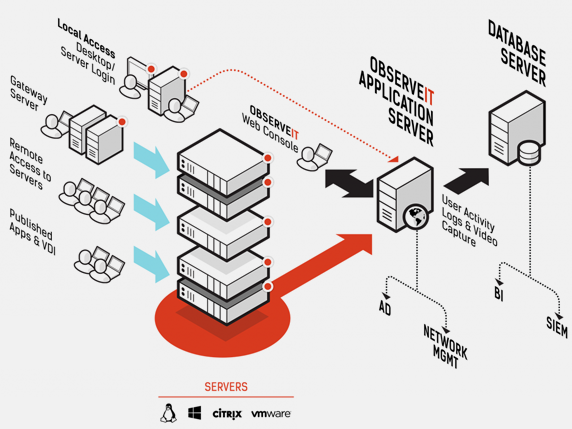 Local Access
Desktop/
Server Login
Gateway
Server
Remote
Access to
Servers
Published
Apps & VDI
OBSERVEIT
Web Console
OBSERVEIT
APPLICATION
SERVER
DATABASE
SERVER
User Activity
Logs & Video
Capture
AD
NETWORK
MGMT
BI
SIEM
SERVERS
CITRIX
vmware